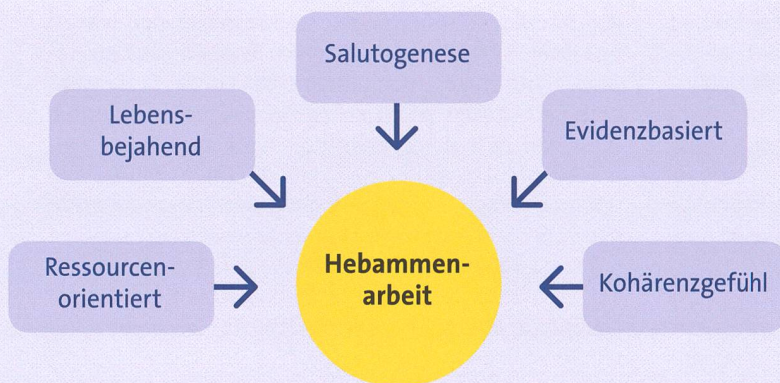 Salutogenese
Lebens-
bejahend
Evidenzbasiert
Ressourcen-
orientiert
Hebammen-
arbeit
Kohärenzgefühl